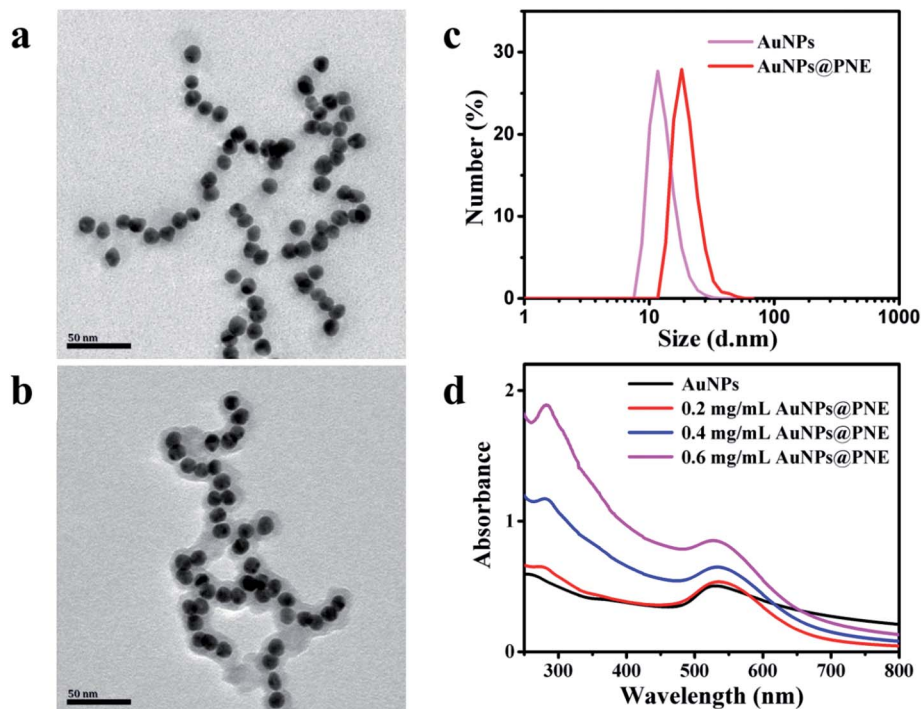 a
50 nm
b
50 nm
c
AuNPs
AuNPs@PNE
30
20
10
0
Number (%)
1
10
100
1000
Size (d.nm)
d
AuNPs
0.2 mg/mL AuNPs@PNE
0.4 mg/mL AuNPs@PNE
0.6 mg/mL AuNPs@PNE
2
1
0
Absorbance
300 400 500 600 700 800
Wavelength (nm)